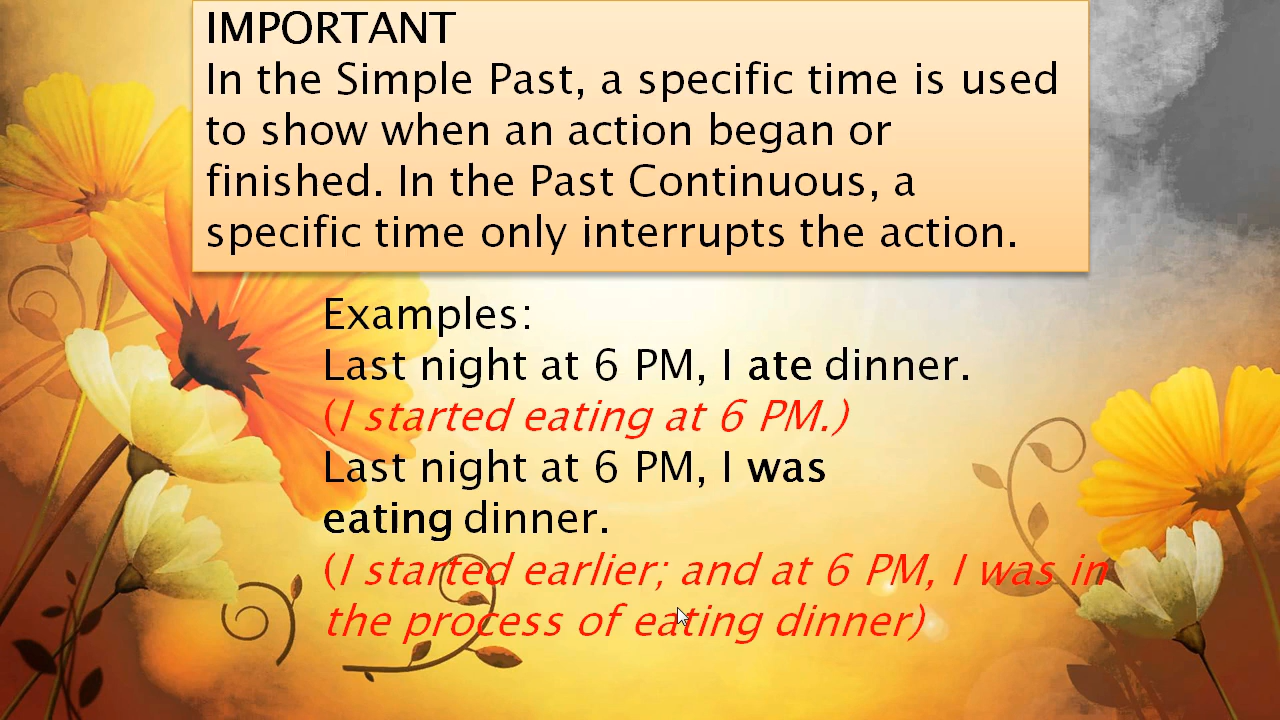 IMPORTANT
In the Simple Past, a specific time is used
to show when an action began or
finished. In the Past Continuous, a
specific time only interrupts the action.
Examples:
Last night at 6 PM, I ate dinner.
(I started eating at 6 PM.)
Last night at 6 PM, I was
eating dinner.
(I started earlier; and at 6 PM, I was in
the process of eating dinner)